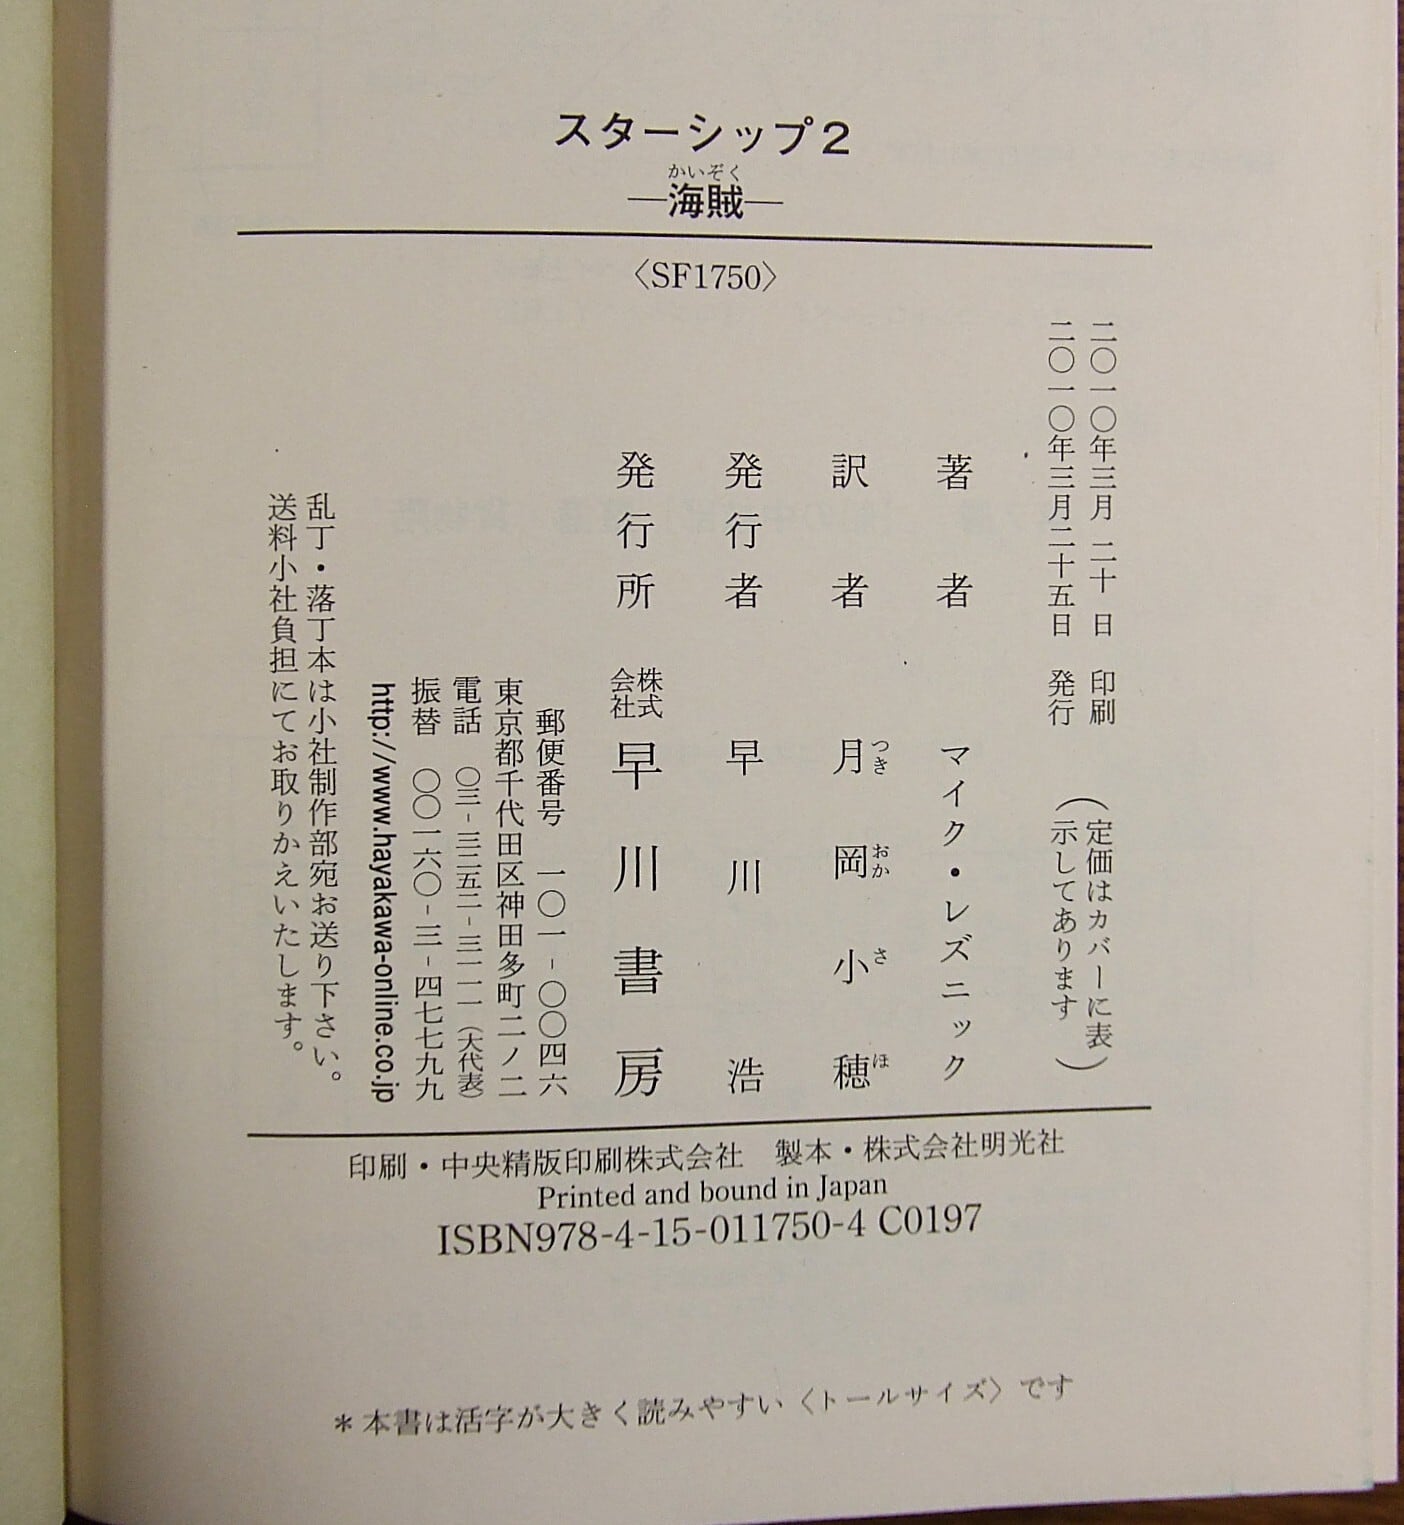 スターシップ2
かいぞく
―海賊―
〈SF1750〉
二〇一〇年三月二十日 印刷
二〇一〇年三月二十五日 発行
（定価はカバーに表
示してあります）
著者 マイク・レズニック
訳者 月岡小穂
つきおかさほ
発行者 早川浩
発行所 株式会社 早川書房
郵便番号 一〇一-〇〇四六
東京都千代田区神田多町二ノ二
電話 〇三-三二五二-三一一一（大代表）
振替 〇〇一六〇-三-四七七九九
http://www.hayakawa-online.co.jp
乱丁・落丁本は小社制作部宛お送り下さい。
送料小社負担にてお取りかえいたします。
印刷・中央精版印刷株式会社 製本・株式会社明光社
Printed and bound in Japan
ISBN978-4-15-011750-4 C0197
＊本書は活字が大きく読みやすい〈トールサイズ〉です